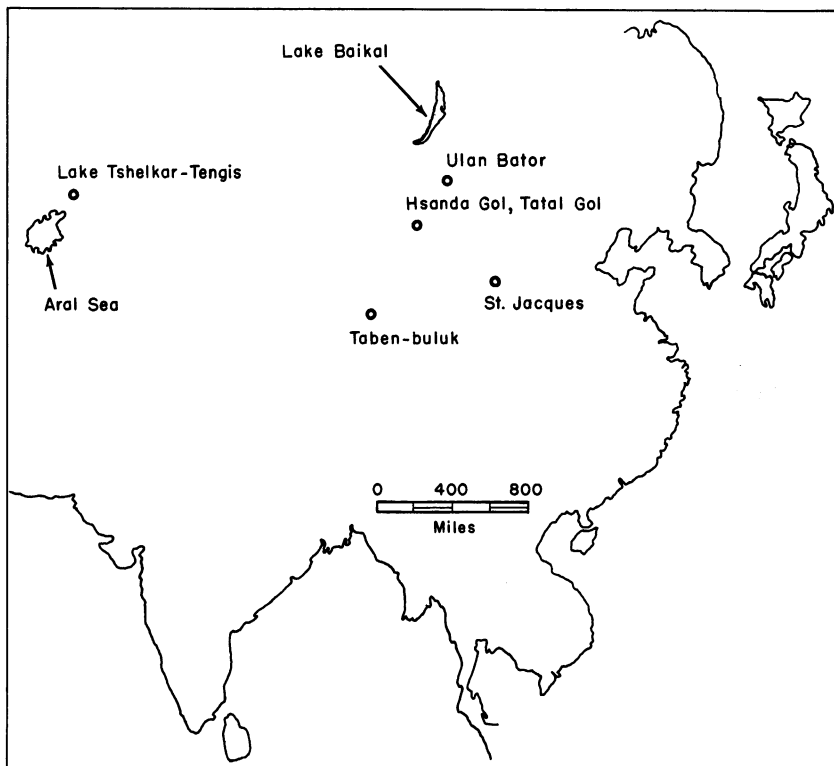 Lake Baikal
Ulan Bator
Lake Tshelkar-Tengis
Hsanda Gol, Tatal Gol
Aral Sea
St. Jacques
Taben-buluk
0 400 800
Miles